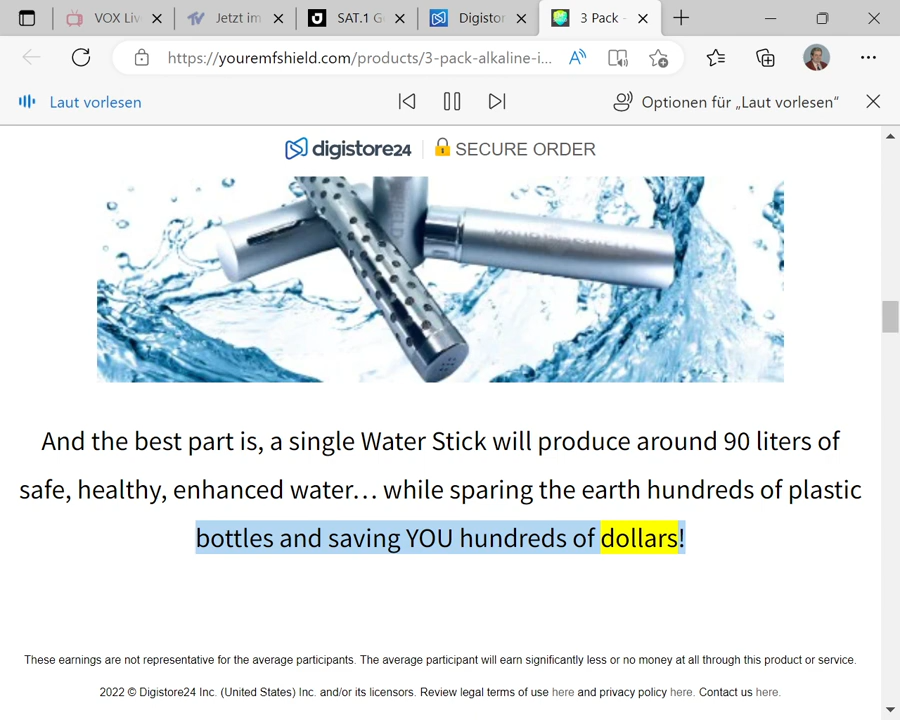 VOX Liv
Jetzt im
SAT.1 G
Digistor
3 Pack -
https://youremfshield.com/products/3-pack-alkaline-i...
Laut vorlesen
Optionen für „Laut vorlesen“
digistore24 | SECURE ORDER
And the best part is, a single Water Stick will produce around 90 liters of
safe, healthy, enhanced water… while sparing the earth hundreds of plastic
bottles and saving YOU hundreds of dollars!
These earnings are not representative for the average participants. The average participant will earn significantly less or no money at all through this product or service.
2022 © Digistore24 Inc. (United States) Inc. and/or its licensors. Review legal terms of use here and privacy policy here. Contact us here.